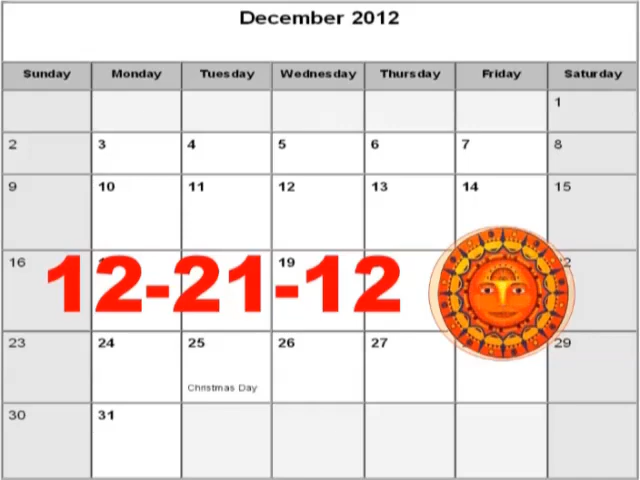 December 2012
Sunday Monday Tuesday Wednesday Thursday Friday Saturday
1
2 3 4 5 6 7 8
9 10 11 12 13 14 15
16 19
12-21-12
23 24 25 26 27 29
Christmas Day
30 31